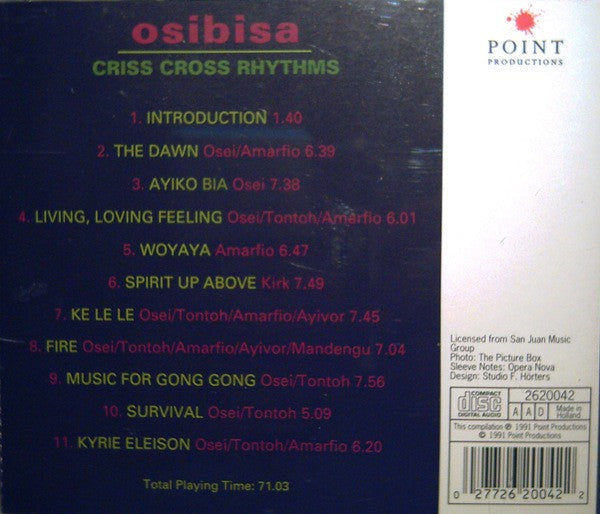 osibisa
CRISS CROSS RHYTHMS
1. INTRODUCTION 1.40
2. THE DAWN Osei/Amarfio 6.39
3. AYIKO BIA Osei 7.38
4. LIVING, LOVING FEELING Osei/Tontoh/Amarfio 6.01
5. WOYAYA Amarfio 6.47
6. SPIRIT UP ABOVE Kirk 7.49
7. KE LE LE Osei/Tontoh/Amarfio/Ayivor 7.45
8. FIRE Osei/Tontoh/Amarfio/Ayivor/Mandengu 7.04
9. MUSIC FOR GONG GONG Osei/Tontoh 7.56
10. SURVIVAL Osei/Tontoh 5.09
11. KYRIE ELEISON Osei/Tontoh/Amarfio 6.20
Total Playing Time: 71.03
POINT
PRODUCTIONS
Licensed from San Juan Music
Group
Photo: The Picture Box
Sleeve Notes: Opera Nova
Design: Studio F. Hörters
COMPACT
disc
DIGITAL AUDIO
2620042
A A D
Made in
Holland
This compilation ℗ 1991 Point Productions
© 1991 Point Productions
0 27726 20042 2